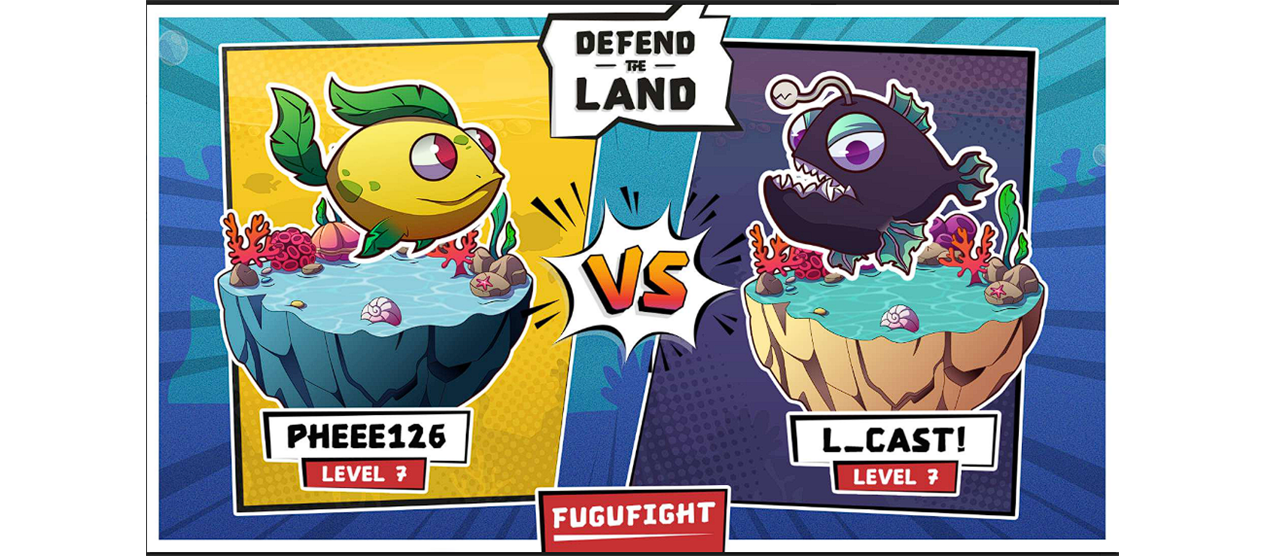 DEFEND
THE
LAND
VS
PHEEE126
LEVEL 7
L_CAST!
LEVEL 7
FUGUFIGHT